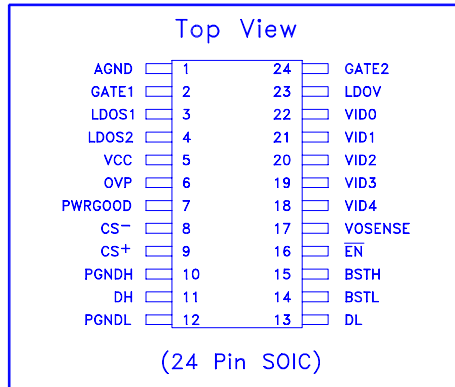 Top View
AGND 1 24 GATE2
GATE1 2 23 LDOV
LDOS1 3 22 VID0
LDOS2 4 21 VID1
VCC 5 20 VID2
OVP 6 19 VID3
PWRGOOD 7 18 VID4
CS− 8 17 VOSENSE
CS+ 9 16 E̅N̅
PGNDH 10 15 BSTH
DH 11 14 BSTL
PGNDL 12 13 DL
(24 Pin SOIC)